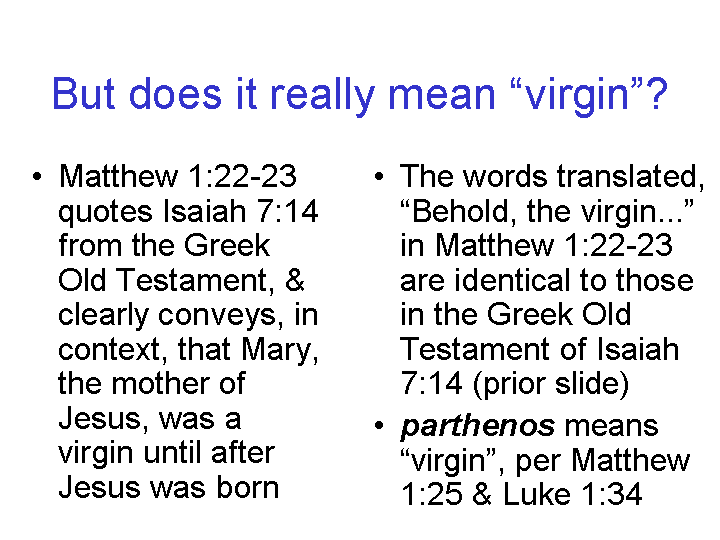 But does it really mean “virgin”?
• Matthew 1:22-23
quotes Isaiah 7:14
from the Greek
Old Testament, &
clearly conveys, in
context, that Mary,
the mother of
Jesus, was a
virgin until after
Jesus was born
• The words translated,
“Behold, the virgin...”
in Matthew 1:22-23
are identical to those
in the Greek Old
Testament of Isaiah
7:14 (prior slide)
• parthenos means
“virgin”, per Matthew
1:25 & Luke 1:34